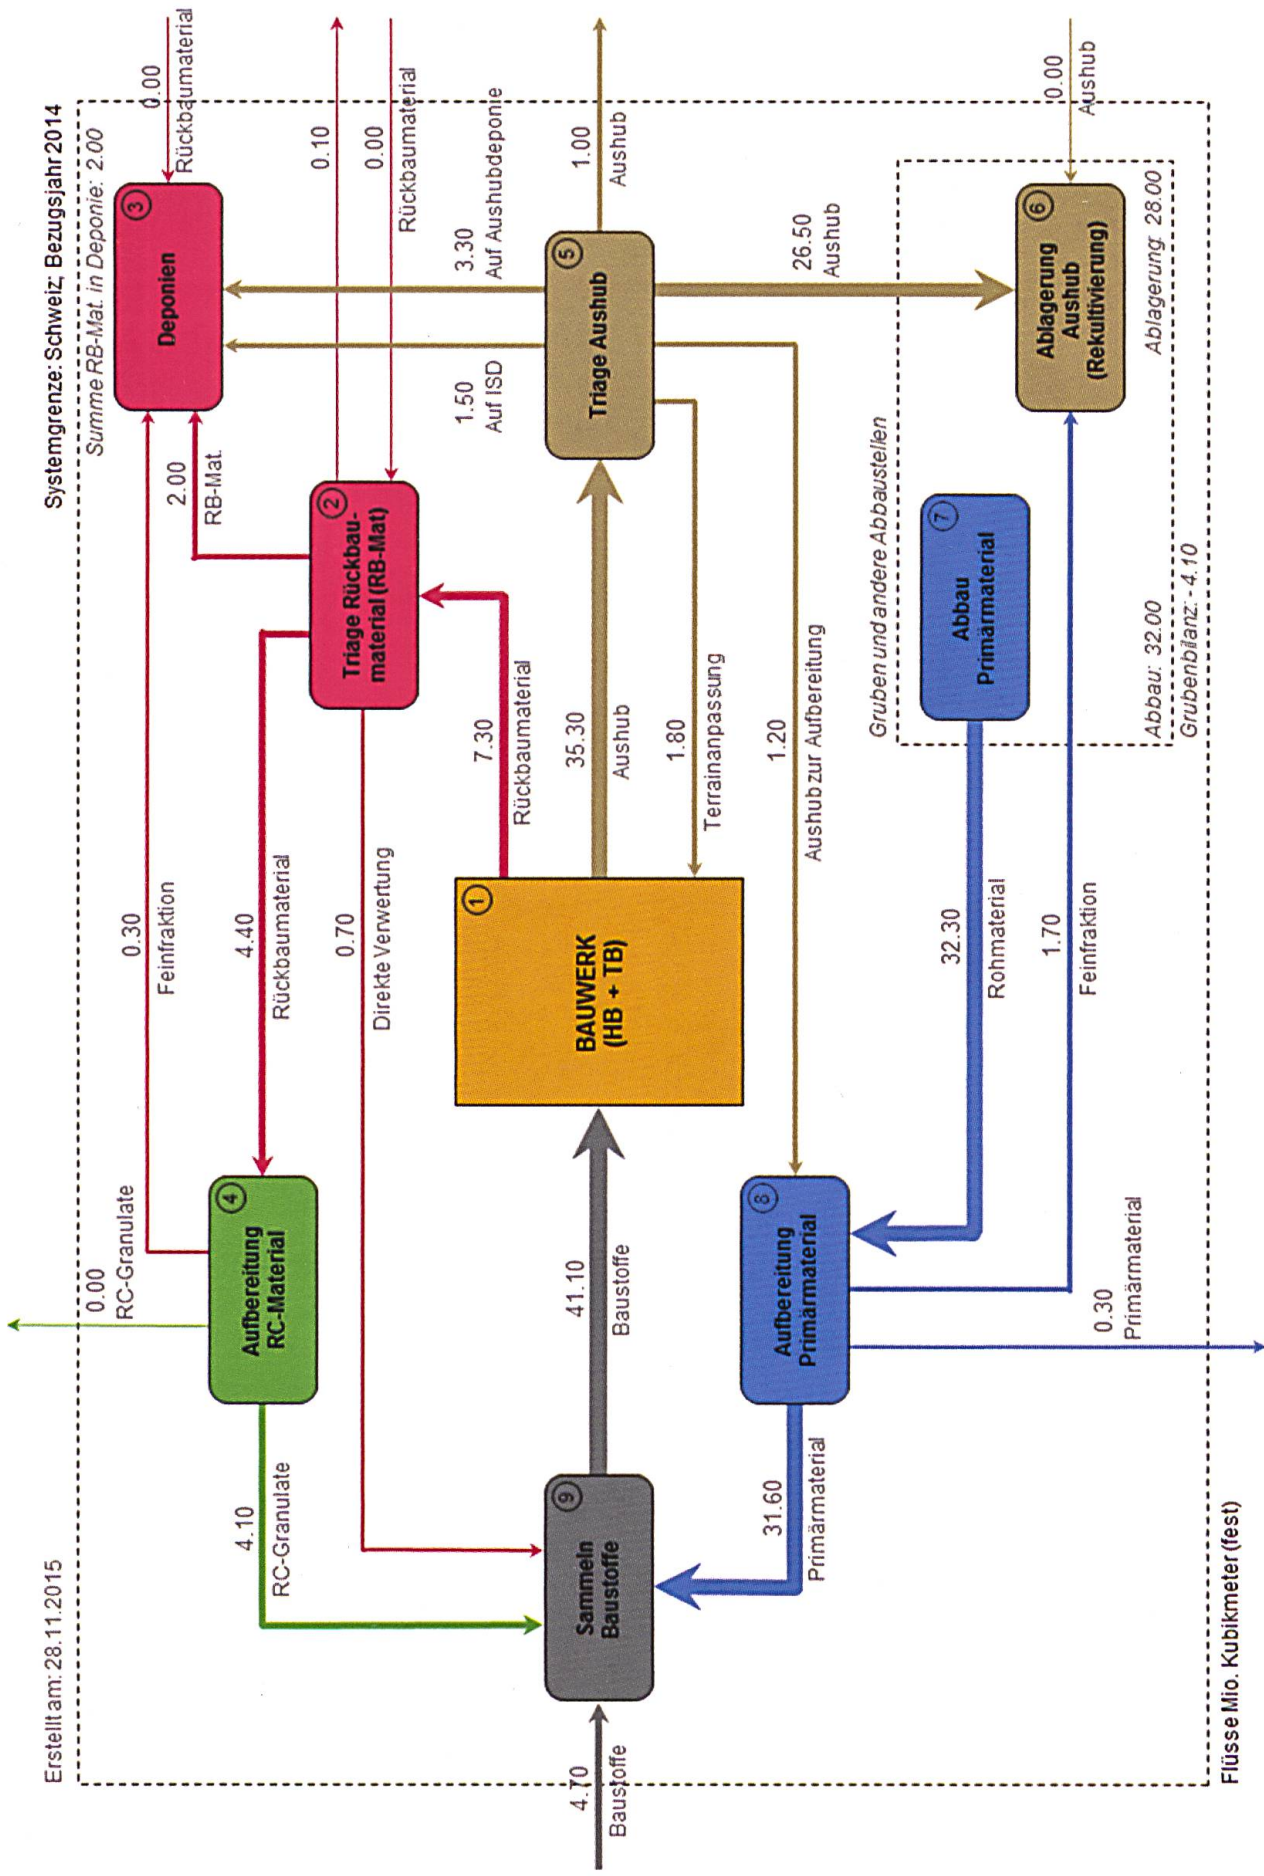 Erstellt am: 28.11.2015
Systemgrenze: Schweiz; Bezugsjahr 2014
Summe RB-Mat. in Deponie: 2.00
0.00
RC-Granulate
0.30
Feinfraktion
3
Deponien
0.00
Rückbaumaterial
2.00
RB-Mat.
4
Aufbereitung
RC-Material
4.40
Rückbaumaterial
2
Triage Rückbau-
material (RB-Mat)
0.10
0.00
Rückbaumaterial
4.10
RC-Granulate
0.70
Direkte Verwertung
7.30
Rückbaumaterial
1.50
Auf ISD
3.30
Auf Aushubdeponie
4.70
Baustoffe
9
Sammeln
Baustoffe
41.10
Baustoffe
1
BAUWERK
(HB + TB)
35.30
Aushub
5
Triage Aushub
1.00
Aushub
1.80
Terrainanpassung
31.60
Primärmaterial
8
Aufbereitung
Primärmaterial
1.20
Aushub zur Aufbereitung
26.50
Aushub
Gruben und andere Abbaustellen
32.30
Rohmaterial
7
Abbau
Primärmaterial
6
Ablagerung
Aushub
(Rekultivierung)
0.00
Aushub
1.70
Feinfraktion
0.30
Primärmaterial
Abbau: 32.00
Ablagerung: 28.00
Grubenbilanz: - 4.10
Flüsse Mio. Kubikmeter (fest)